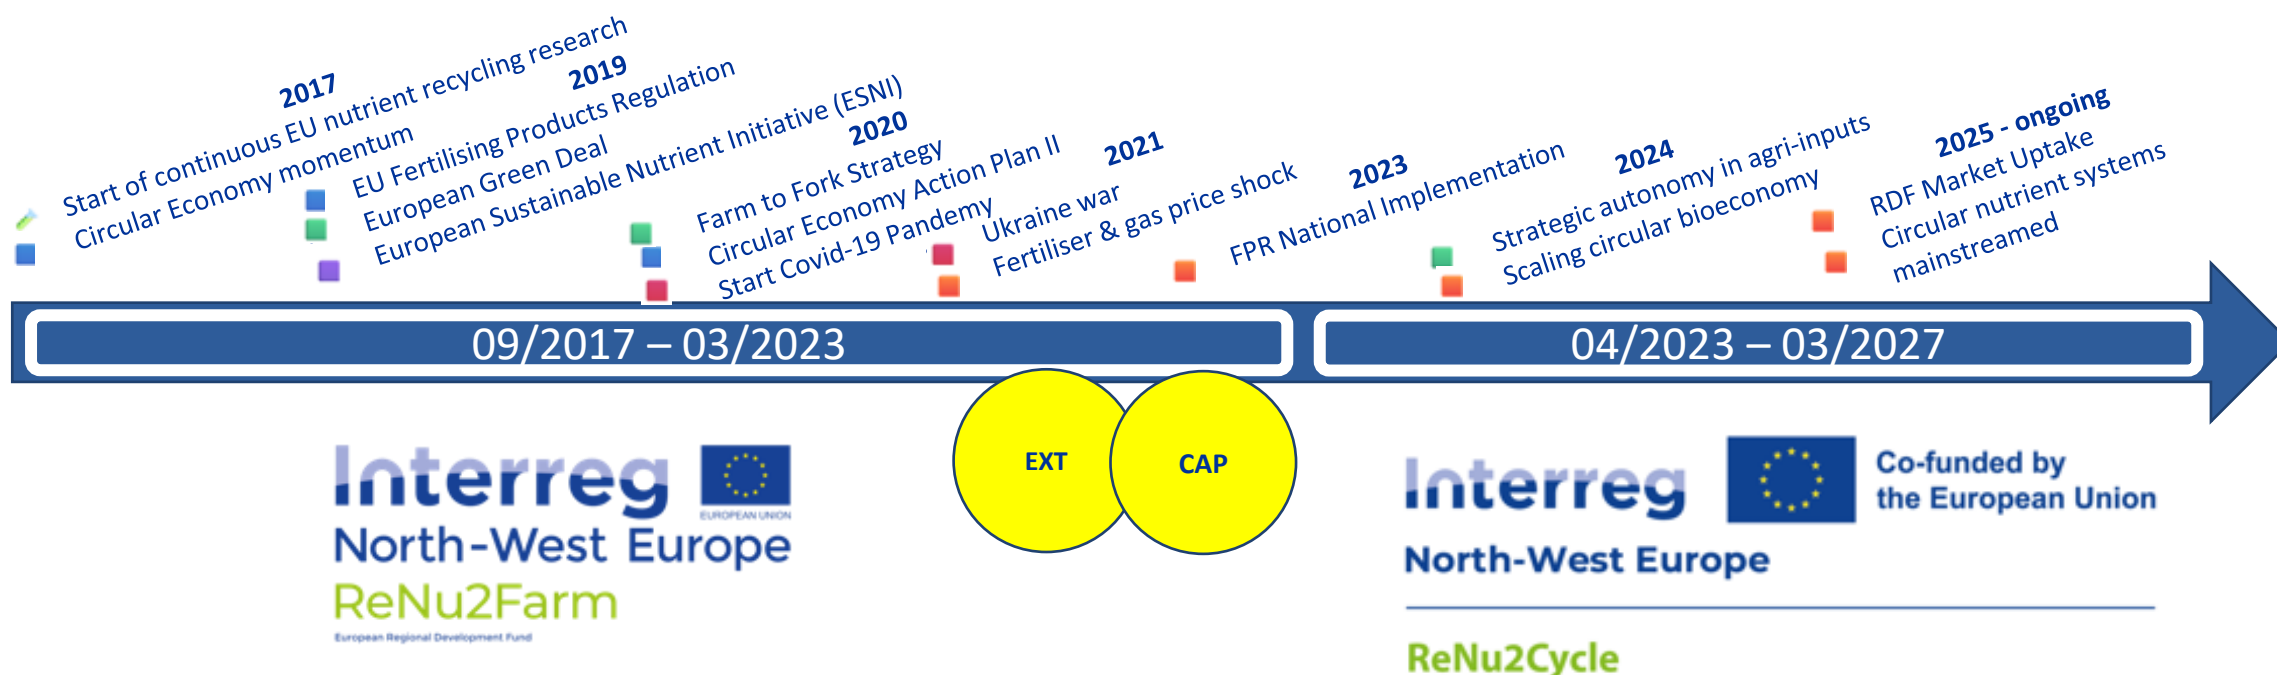 2017
Start of continuous EU nutrient recycling research
Circular Economy momentum
2019
EU Fertilising Products Regulation
European Green Deal
European Sustainable Nutrient Initiative (ESNI)
2020
Farm to Fork Strategy
Circular Economy Action Plan II
Start Covid-19 Pandemy
2021
Ukraine war
Fertiliser & gas price shock
2023
FPR National Implementation
2024
Strategic autonomy in agri-inputs
Scaling circular bioeconomy
2025 - ongoing
RDF Market Uptake
Circular nutrient systems
mainstreamed
09/2017 – 03/2023
04/2023 – 03/2027
EXT
CAP
Interreg
EUROPEAN UNION
North-West Europe
ReNu2Farm
European Regional Development Fund
Interreg
Co-funded by
the European Union
North-West Europe
ReNu2Cycle